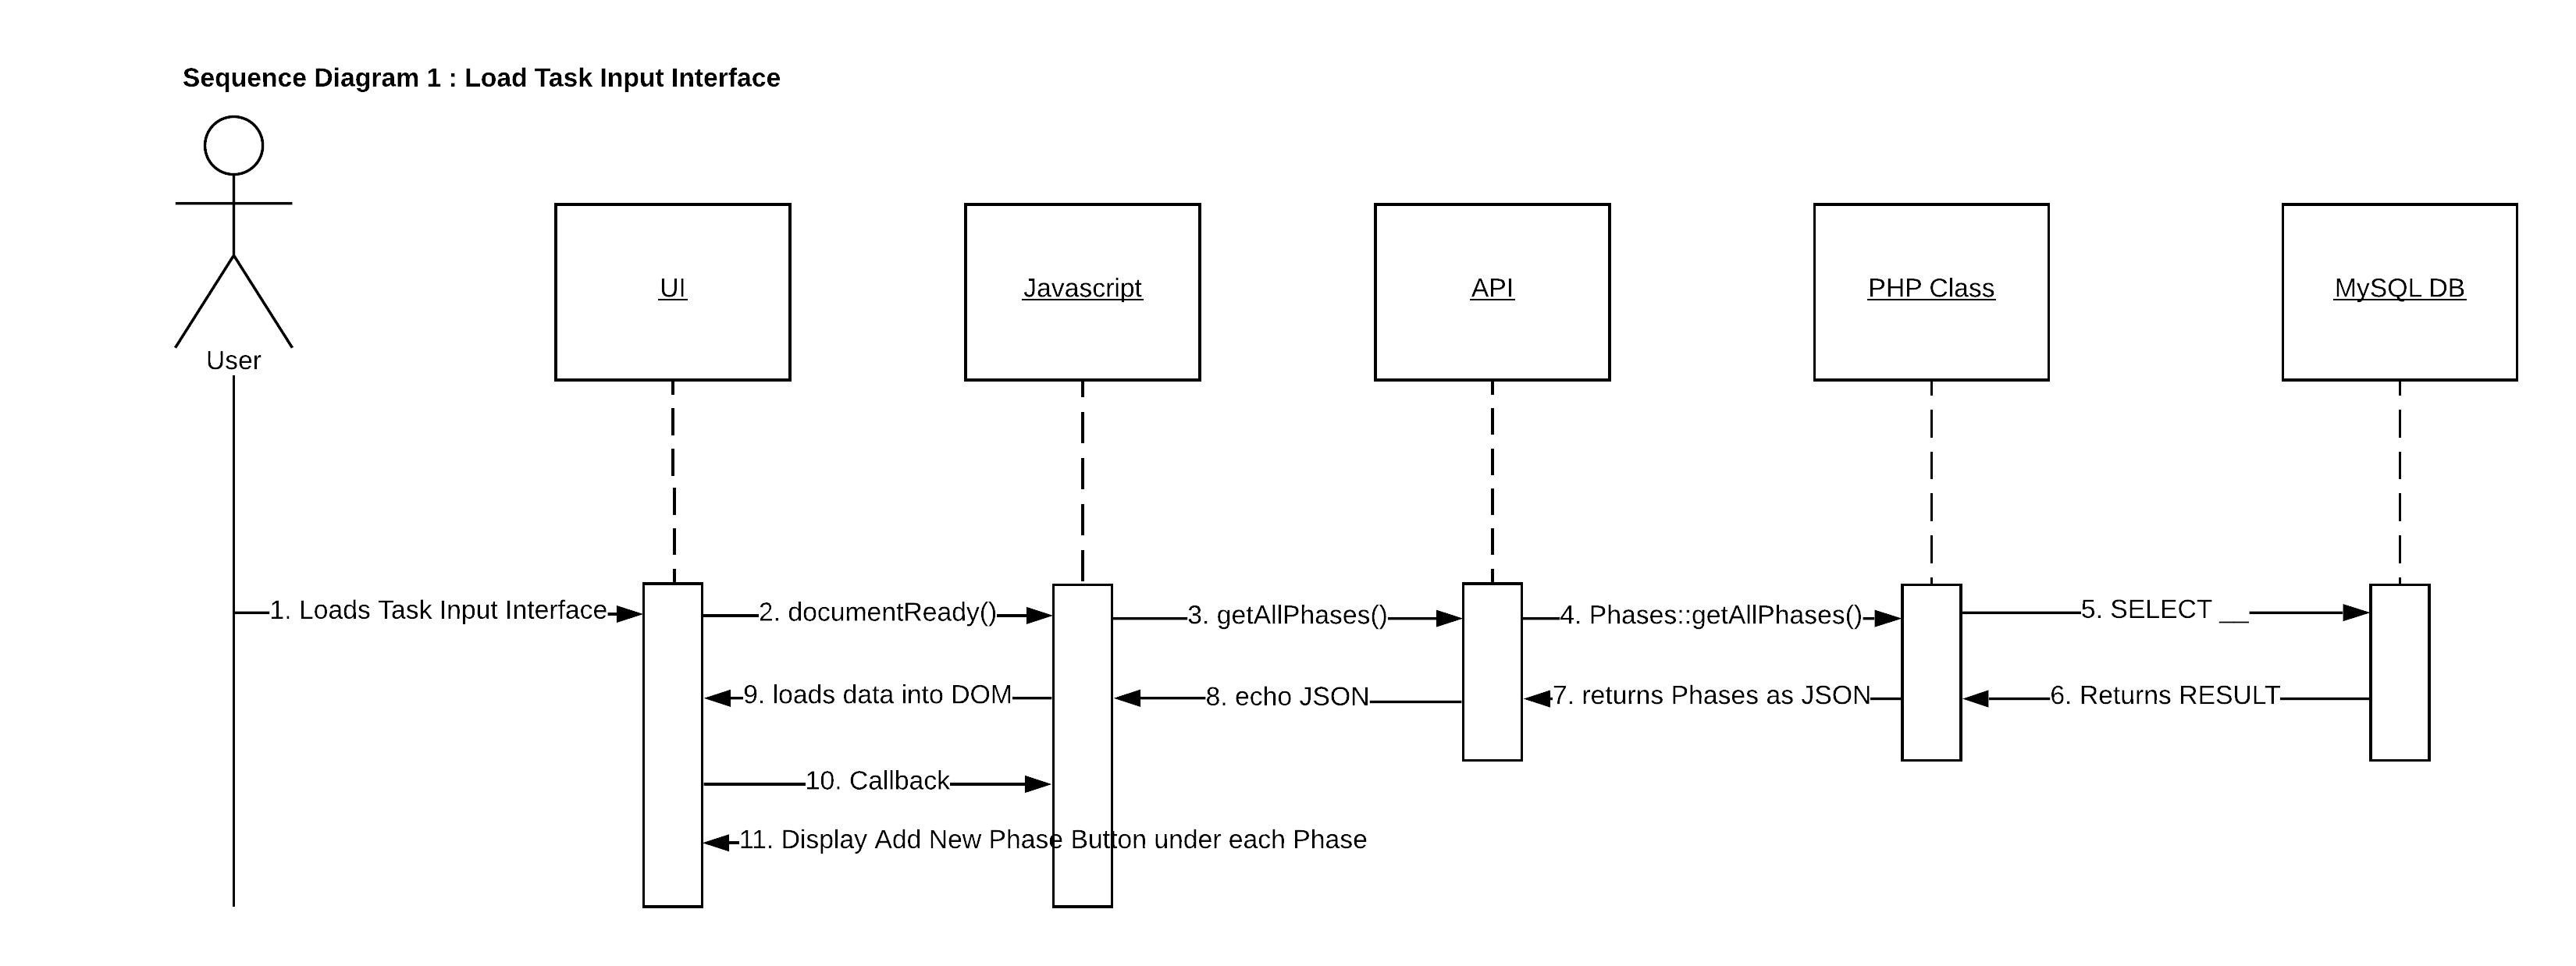 Sequence Diagram 1 : Load Task Input Interface
User
UI
Javascript
API
PHP Class
MySQL DB
1. Loads Task Input Interface
2. documentReady()
3. getAllPhases()
4. Phases::getAllPhases()
5. SELECT __
9. loads data into DOM
8. echo JSON
7. returns Phases as JSON
6. Returns RESULT
10. Callback
11. Display Add New Phase Button under each Phase